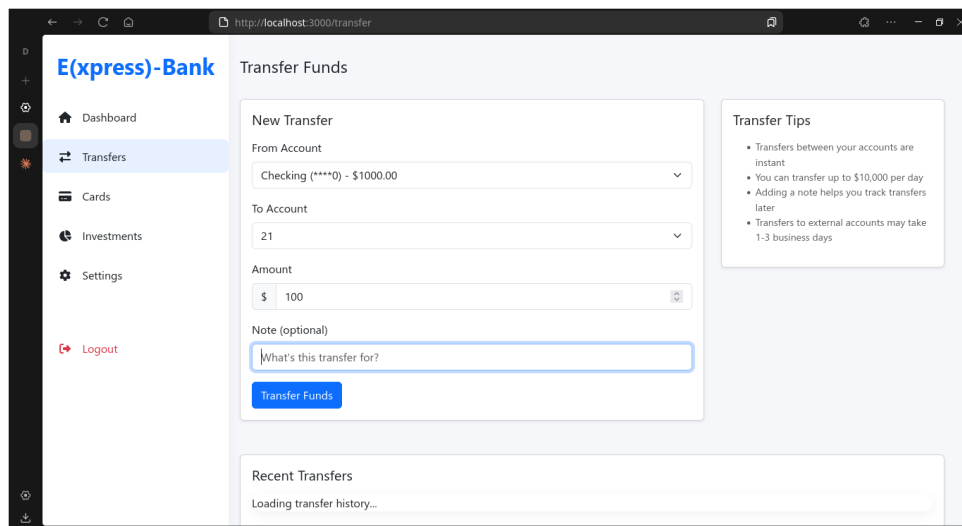 http://localhost:3000/transfer
D
E(xpress)-Bank
Dashboard
Transfers
Cards
Investments
Settings
Logout
Transfer Funds
New Transfer
From Account
Checking (****0) - $1000.00
To Account
21
Amount
$ 100
Note (optional)
What's this transfer for?
Transfer Funds
Transfer Tips
• Transfers between your accounts are
instant
• You can transfer up to $10,000 per day
• Adding a note helps you track transfers
later
• Transfers to external accounts may take
1-3 business days
Recent Transfers
Loading transfer history...